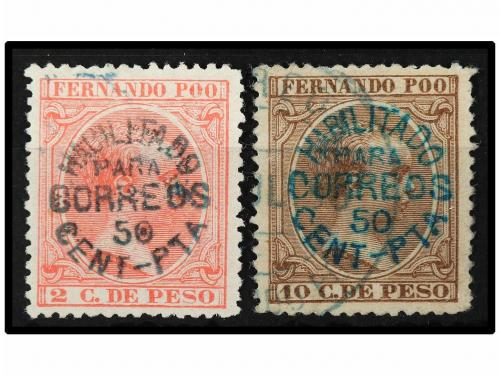 FERNANDO POO
HABILITADO
PARA
CORREOS
50
CENT-PTA
2 C. DE PESO
FERNANDO POO
HABILITADO
PARA
CORREOS
50
CENT-PTA
10 C. DE PESO